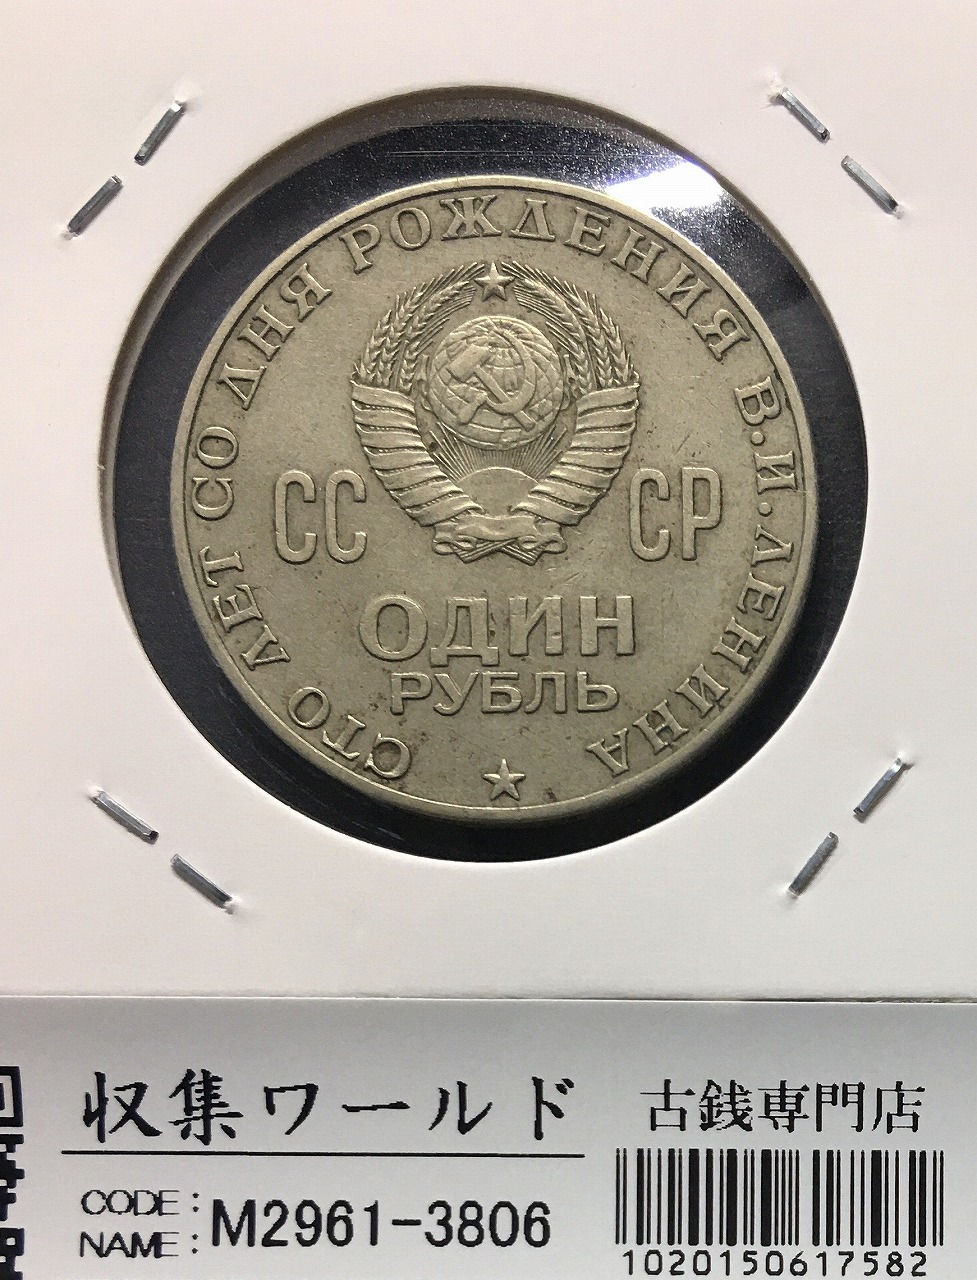 СТО ЛЕТ СО ДНЯ РОЖДЕНИЯ В.И.ЛЕНИНА
СС СР
ОДИН
РУБЛЬ
収集ワールド 古銭専門店
CODE:
NAME: M2961-3806
1020150617582